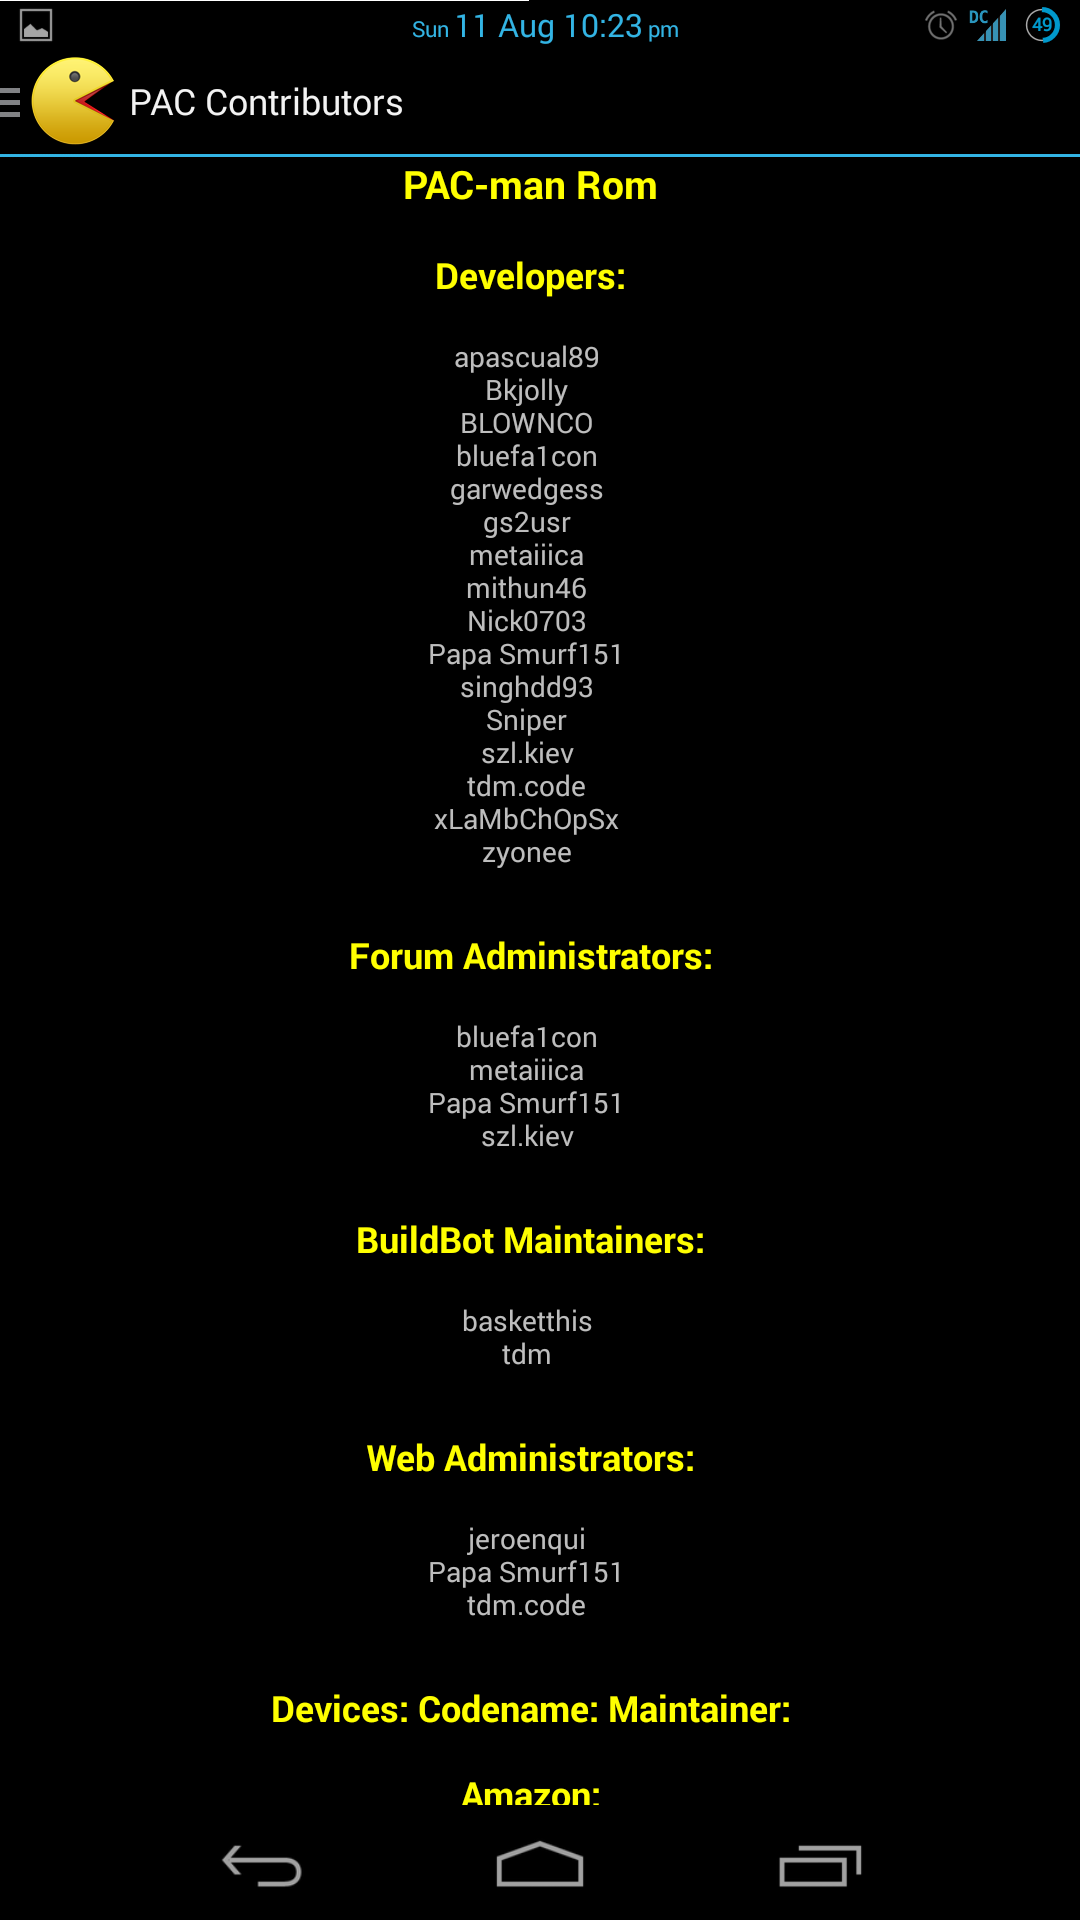 Sun 11 Aug 10:23 pm
DC
49
PAC Contributors
PAC-man Rom
Developers:
apascual89
Bkjolly
BLOWNCO
bluefa1con
garwedgess
gs2usr
metaiiica
mithun46
Nick0703
Papa Smurf151
singhdd93
Sniper
szl.kiev
tdm.code
xLaMbChOpSx
zyonee
Forum Administrators:
bluefa1con
metaiiica
Papa Smurf151
szl.kiev
BuildBot Maintainers:
basketthis
tdm
Web Administrators:
jeroenqui
Papa Smurf151
tdm.code
Devices: Codename: Maintainer:
Amazon: